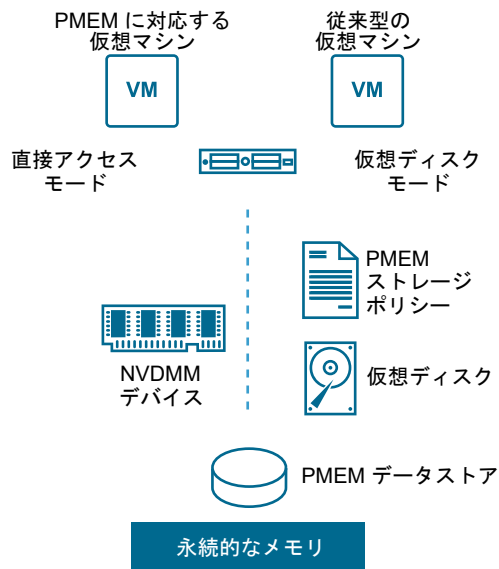 PMEM に対応する
仮想マシン
従来型の
仮想マシン
VM
VM
直接アクセス
モード
仮想ディスク
モード
PMEM
ストレージ
ポリシー
NVDMM
デバイス
仮想ディスク
PMEM データストア
永続的なメモリ